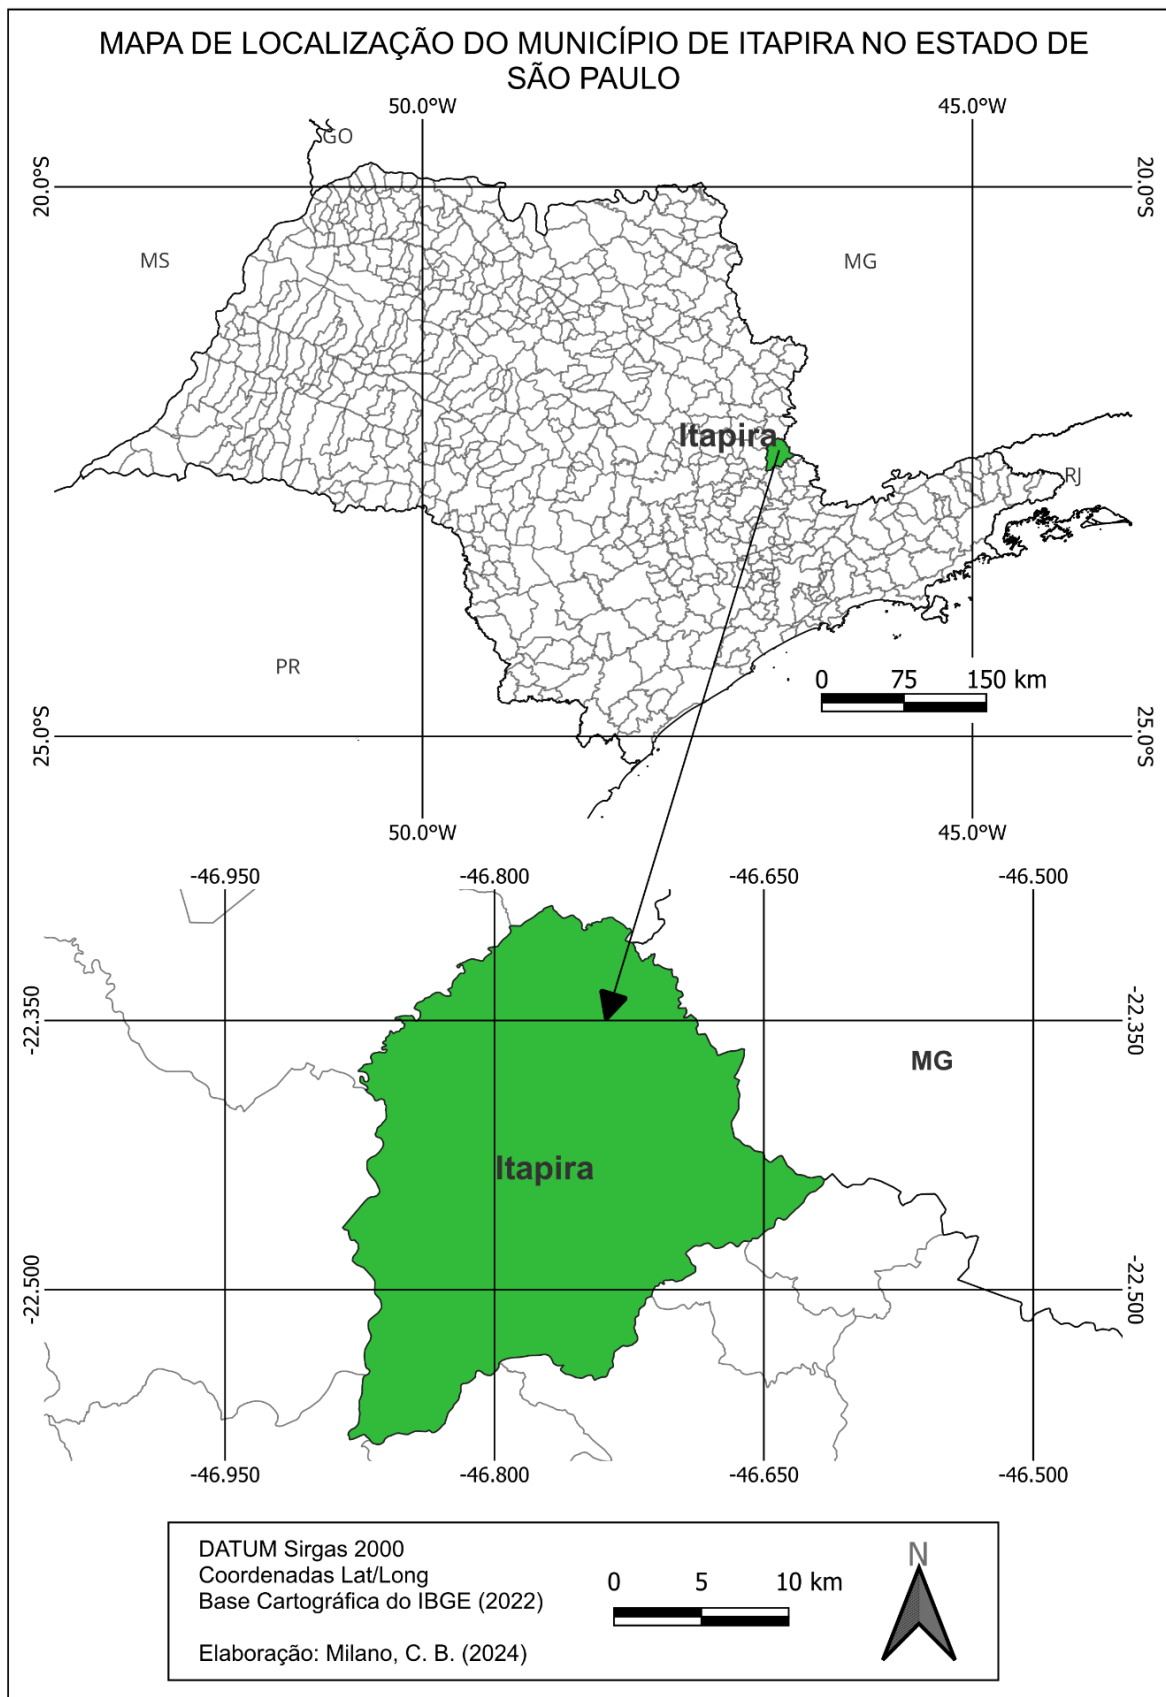 MAPA DE LOCALIZAÇÃO DO MUNICÍPIO DE ITAPIRA NO ESTADO DE
SÃO PAULO
50.0°W
45.0°W
GO
20.0°S
20.0°S
MS
MG
Itapira
RJ
PR
0 75 150 km
25.0°S
25.0°S
50.0°W
45.0°W
-46.950
-46.800
-46.650
-46.500
-22.350
-22.350
MG
Itapira
-22.500
-22.500
-46.950
-46.800
-46.650
-46.500
DATUM Sirgas 2000
Coordenadas Lat/Long
Base Cartográfica do IBGE (2022)
Elaboração: Milano, C. B. (2024)
0 5 10 km
N